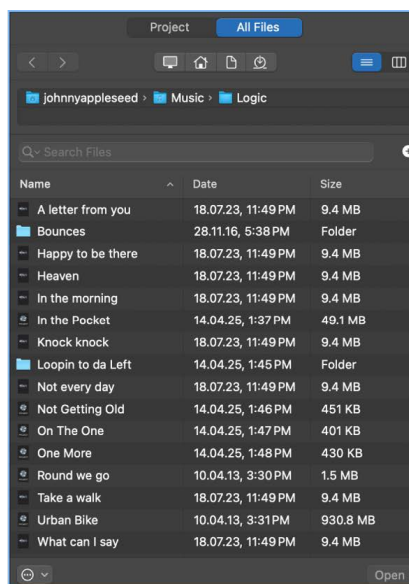 Project All Files
johnnyappleseed › Music › Logic
Search Files
Name Date Size
A letter from you 18.07.23, 11:49 PM 9.4 MB
Bounces 28.11.16, 5:38 PM Folder
Happy to be there 18.07.23, 11:49 PM 9.4 MB
Heaven 18.07.23, 11:49 PM 9.4 MB
In the morning 18.07.23, 11:49 PM 9.4 MB
In the Pocket 14.04.25, 1:37 PM 49.1 MB
Knock knock 18.07.23, 11:49 PM 9.4 MB
Loopin to da Left 14.04.25, 1:45 PM Folder
Not every day 18.07.23, 11:49 PM 9.4 MB
Not Getting Old 14.04.25, 1:46 PM 451 KB
On The One 14.04.25, 1:47 PM 401 KB
One More 14.04.25, 1:48 PM 430 KB
Round we go 10.04.13, 3:30 PM 1.5 MB
Take a walk 18.07.23, 11:49 PM 9.4 MB
Urban Bike 10.04.13, 3:31 PM 930.8 MB
What can I say 18.07.23, 11:49 PM 9.4 MB
Open